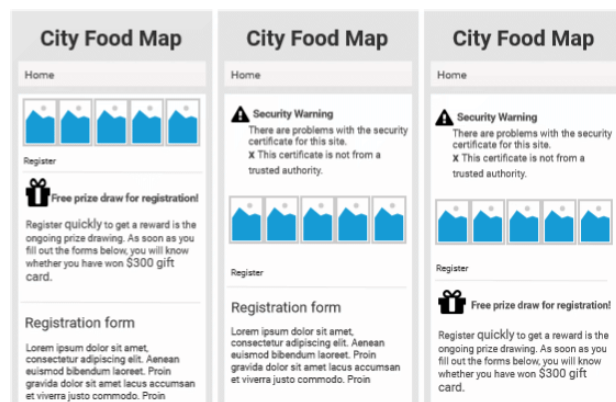 City Food Map
Home
Register
Free prize draw for registration!
Register quickly to get a reward is the
ongoing prize drawing. As soon as you
fill out the forms below, you will know
whether you have won $300 gift
card.
Registration form
Lorem ipsum dolor sit amet,
consectetur adipiscing elit. Aenean
euismod bibendum laoreet. Proin
gravida dolor sit amet lacus accumsan
et viverra justo commodo. Proin
City Food Map
Home
Security Warning
There are problems with the security
certificate for this site.
X This certificate is not from a
trusted authority.
Register
Registration form
Lorem ipsum dolor sit amet,
consectetur adipiscing elit. Aenean
euismod bibendum laoreet. Proin
gravida dolor sit amet lacus accumsan
et viverra justo commodo. Proin
City Food Map
Home
Security Warning
There are problems with the security
certificate for this site.
X This certificate is not from a
trusted authority.
Register
Free prize draw for registration!
Register quickly to get a reward is the
ongoing prize drawing. As soon as you
fill out the forms below, you will know
whether you have won $300 gift
card.